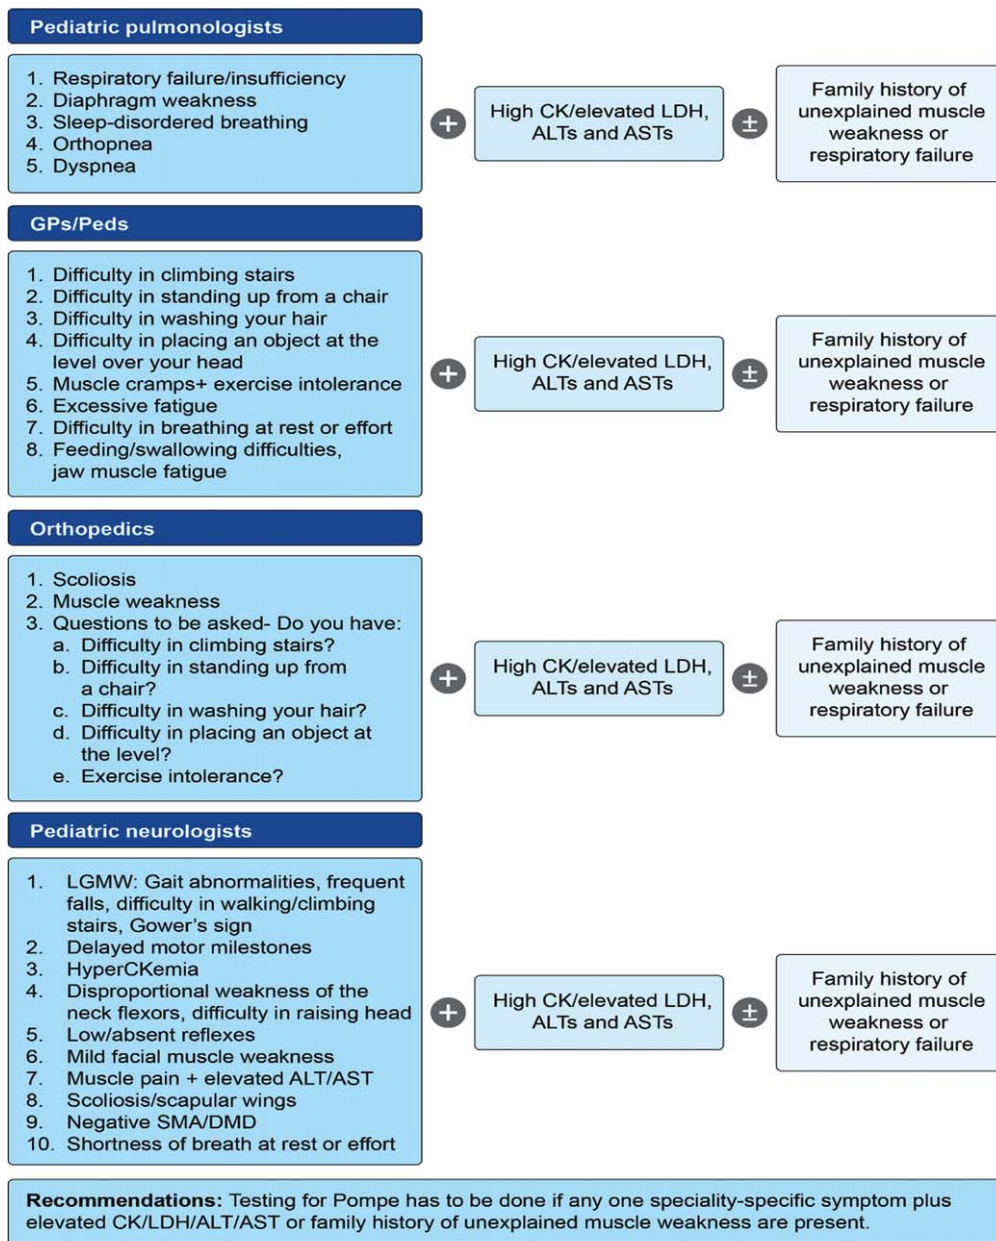 Pediatric pulmonologists
1. Respiratory failure/insufficiency
2. Diaphragm weakness
3. Sleep-disordered breathing
4. Orthopnea
5. Dyspnea
+
High CK/elevated LDH,
ALTs and ASTs
±
Family history of
unexplained muscle
weakness or
respiratory failure
GPs/Peds
1. Difficulty in climbing stairs
2. Difficulty in standing up from a chair
3. Difficulty in washing your hair
4. Difficulty in placing an object at the
level over your head
5. Muscle cramps+ exercise intolerance
6. Excessive fatigue
7. Difficulty in breathing at rest or effort
8. Feeding/swallowing difficulties,
jaw muscle fatigue
+
High CK/elevated LDH,
ALTs and ASTs
±
Family history of
unexplained muscle
weakness or
respiratory failure
Orthopedics
1. Scoliosis
2. Muscle weakness
3. Questions to be asked- Do you have:
a. Difficulty in climbing stairs?
b. Difficulty in standing up from
a chair?
c. Difficulty in washing your hair?
d. Difficulty in placing an object at
the level?
e. Exercise intolerance?
+
High CK/elevated LDH,
ALTs and ASTs
±
Family history of
unexplained muscle
weakness or
respiratory failure
Pediatric neurologists
1. LGMW: Gait abnormalities, frequent
falls, difficulty in walking/climbing
stairs, Gower's sign
2. Delayed motor milestones
3. HyperCKemia
4. Disproportional weakness of the
neck flexors, difficulty in raising head
5. Low/absent reflexes
6. Mild facial muscle weakness
7. Muscle pain + elevated ALT/AST
8. Scoliosis/scapular wings
9. Negative SMA/DMD
10. Shortness of breath at rest or effort
+
High CK/elevated LDH,
ALTs and ASTs
±
Family history of
unexplained muscle
weakness or
respiratory failure
Recommendations: Testing for Pompe has to be done if any one speciality-specific symptom plus
elevated CK/LDH/ALT/AST or family history of unexplained muscle weakness are present.